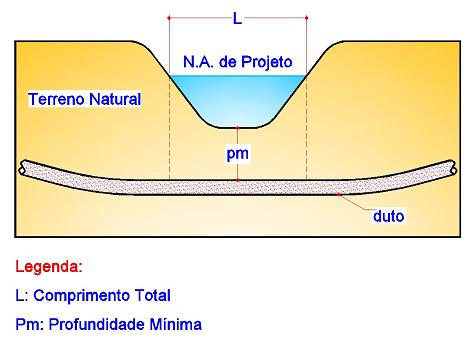 L
N.A. de Projeto
Terreno Natural
pm
duto
Legenda:
L: Comprimento Total
Pm: Profundidade Mínima